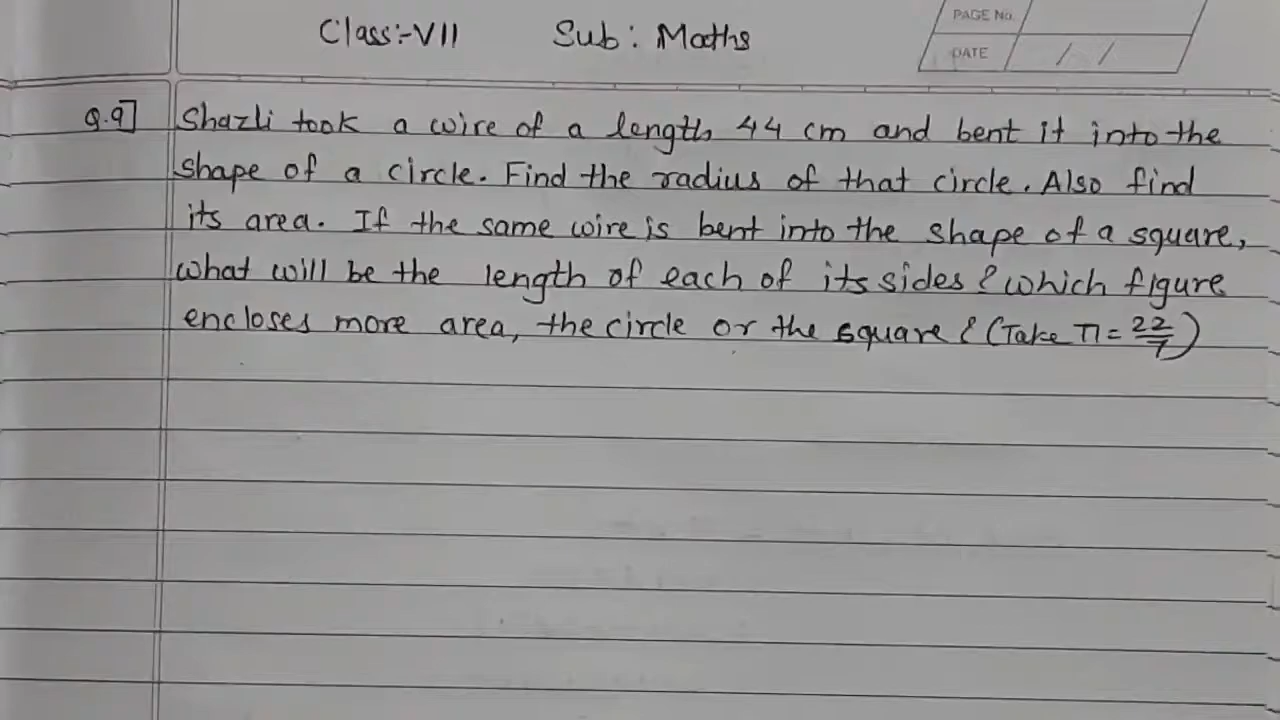 Class:-VII Sub: Maths
PAGE No.
DATE / /
Q.9] Shazli took a wire of a length 44 cm and bent it into the
shape of a circle. Find the radius of that circle. Also find
its area. If the same wire is bent into the shape of a square,
what will be the length of each of its sides ? which figure
encloses more area, the circle or the square ? (Take π = 22/7)